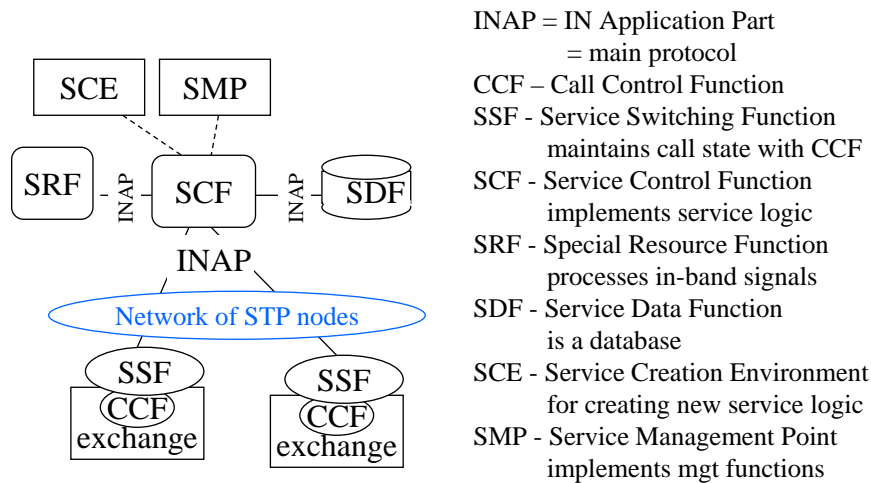 SCE
SMP
SRF
INAP
SCF
INAP
SDF
INAP
Network of STP nodes
SSF
CCF
exchange
SSF
CCF
exchange
INAP = IN Application Part
= main protocol
CCF – Call Control Function
SSF - Service Switching Function
maintains call state with CCF
SCF - Service Control Function
implements service logic
SRF - Special Resource Function
processes in-band signals
SDF - Service Data Function
is a database
SCE - Service Creation Environment
for creating new service logic
SMP - Service Management Point
implements mgt functions